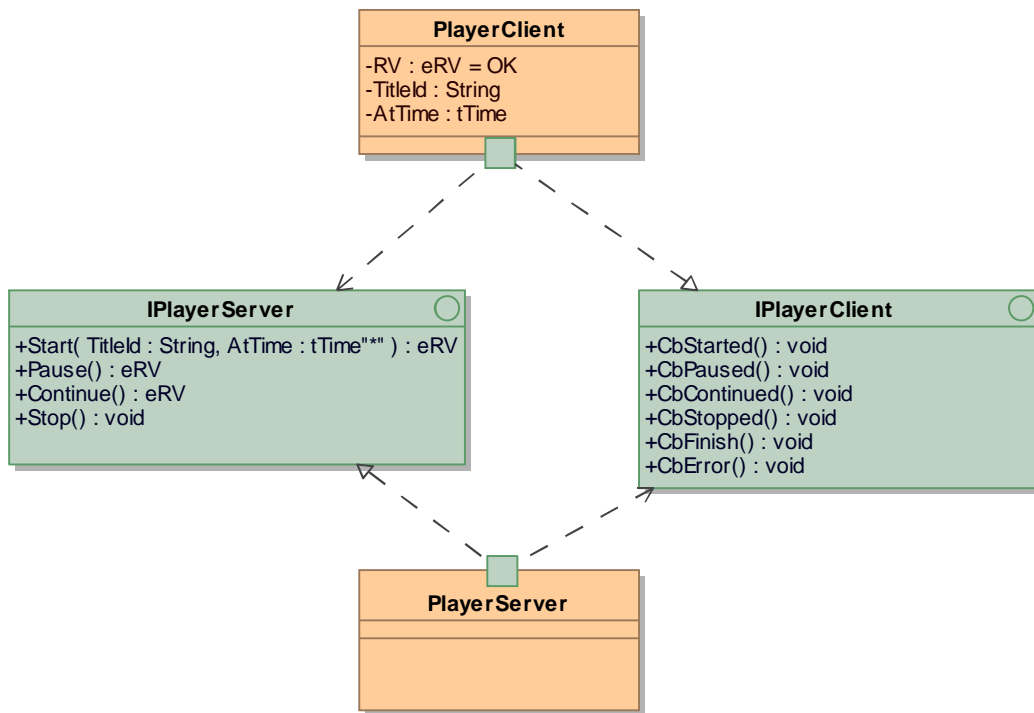 PlayerClient
-RV : eRV = OK
-TitleId : String
-AtTime : tTime
IPlayerServer
+Start( TitleId : String, AtTime : tTime"*" ) : eRV
+Pause() : eRV
+Continue() : eRV
+Stop() : void
IPlayerClient
+CbStarted() : void
+CbPaused() : void
+CbContinued() : void
+CbStopped() : void
+CbFinish() : void
+CbError() : void
PlayerServer